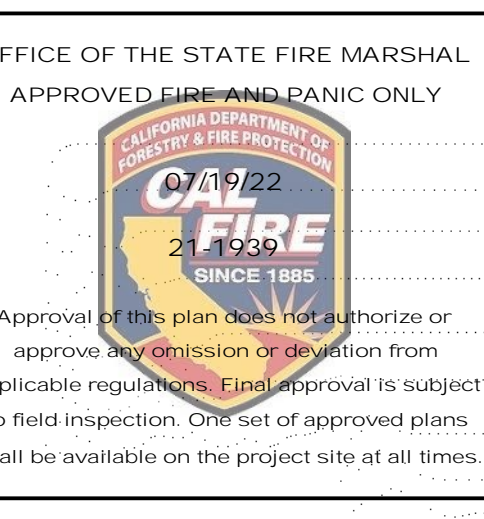 FFICE OF THE STATE FIRE MARSHAL
APPROVED FIRE AND PANIC ONLY
CALIFORNIA DEPARTMENT OF
FORESTRY & FIRE PROTECTION
07/19/22
CAL
21-1939
FIRE
SINCE 1885
Approval of this plan does not authorize or
approve any omission or deviation from
plicable regulations. Final approval is subject
o field inspection. One set of approved plans
all be available on the project site at all times.